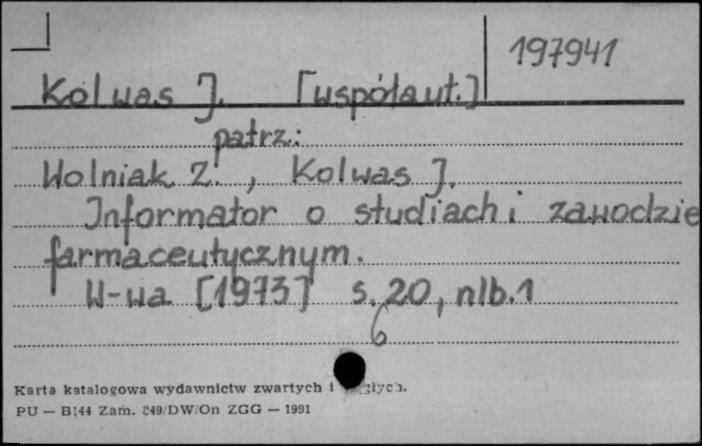 197941
Kolwas J. [współaut.]
patrz:
Wolniak Z., Kolwas J.
Informator o studiach i zawodzie
farmaceutycznym.
W-wa [1973] s. 20, nlb. 1
6
Karta katalogowa wydawnictw zwartych i
PU — B144 Zam. 849/DW/On ZGG — 1991